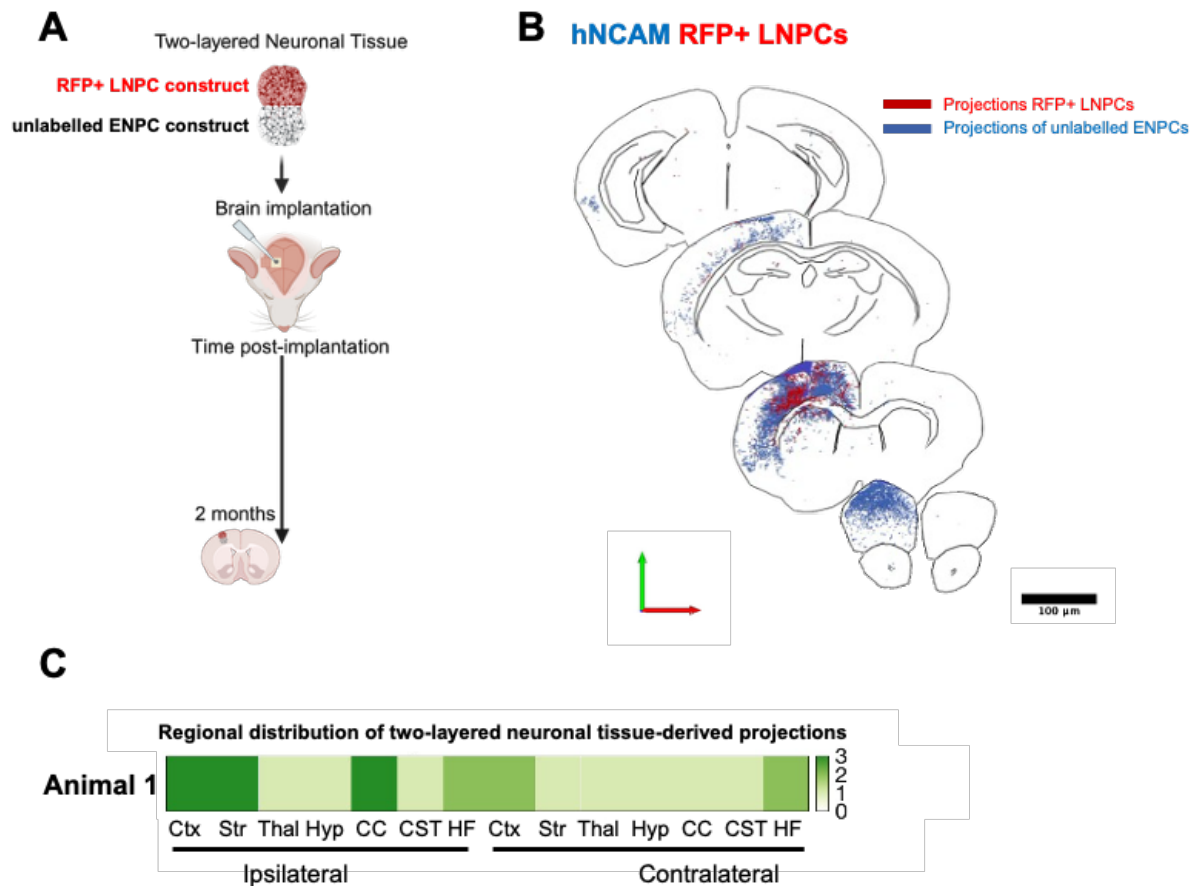 A
Two-layered Neuronal Tissue
RFP+ LNPC construct
unlabelled ENPC construct
Brain implantation
Time post-implantation
2 months
B
hNCAM RFP+ LNPCs
Projections RFP+ LNPCs
Projections of unlabelled ENPCs
100 µm
C
Regional distribution of two-layered neuronal tissue-derived projections
Animal 1
3
2
1
0
Ctx Str Thal Hyp CC CST HF Ctx Str Thal Hyp CC CST HF
Ipsilateral Contralateral